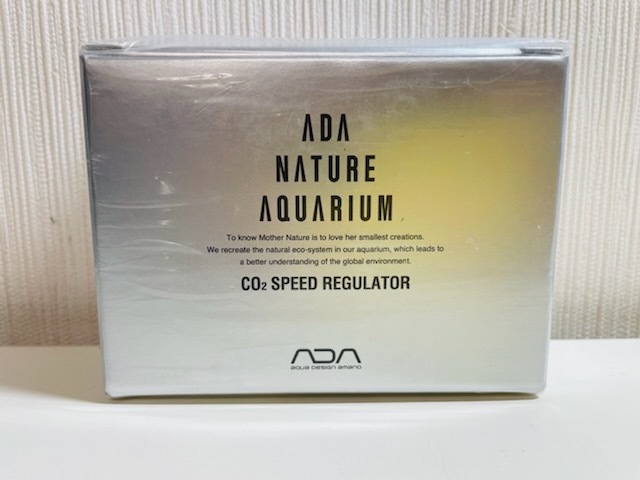 ADA
NATURE
AQUARIUM
To know Mother Nature is to love her smallest creations.
We recreate the natural eco-system in our aquarium, which leads to
a better understanding of the global environment.
CO₂ SPEED REGULATOR
ADA
aqua design amano